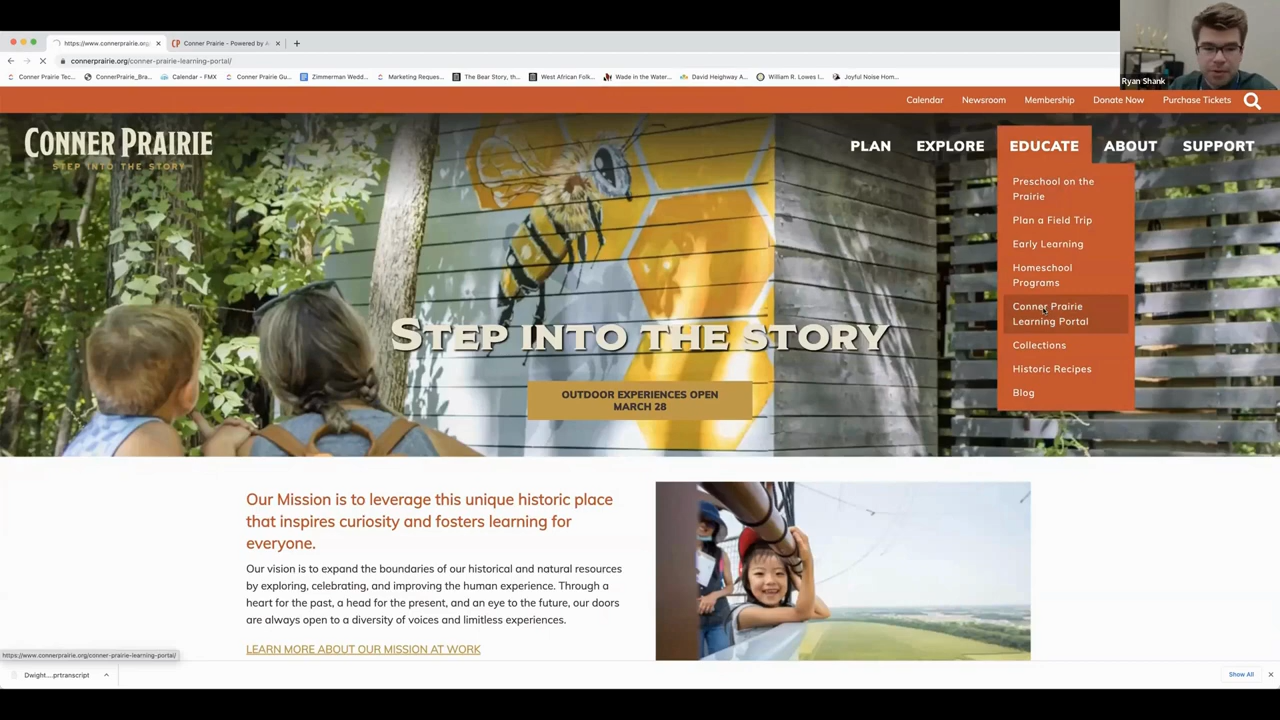 https://www.connerprairie.org;
Conner Prairie - Powered by A
connerprairie.org/conner-prairie-learning-portal/
Conner Prairie Tec...
ConnerPrairie_Bra...
Calendar - FMX
Conner Prairie Gu...
Zimmerman Wedd...
Marketing Reques...
The Bear Story, th...
West African Folk...
Wade in the Water...
David Heighway A...
William R. Lowes I...
Joyful Noise Hom...
Ryan Shank
Calendar
Newsroom
Membership
Donate Now
Purchase Tickets
CONNER PRAIRIE
STEP INTO THE STORY
PLAN
EXPLORE
EDUCATE
ABOUT
SUPPORT
Preschool on the
Prairie
Plan a Field Trip
Early Learning
Homeschool
Programs
Conner Prairie
Learning Portal
Collections
Historic Recipes
Blog
STEP INTO THE STORY
OUTDOOR EXPERIENCES OPEN
MARCH 28
Our Mission is to leverage this unique historic place
that inspires curiosity and fosters learning for
everyone.
Our vision is to expand the boundaries of our historical and natural resources
by exploring, celebrating, and improving the human experience. Through a
heart for the past, a head for the present, and an eye to the future, our doors
are always open to a diversity of voices and limitless experiences.
LEARN MORE ABOUT OUR MISSION AT WORK
https://www.connerprairie.org/conner-prairie-learning-portal/
Dwight....prtranscript
Show All